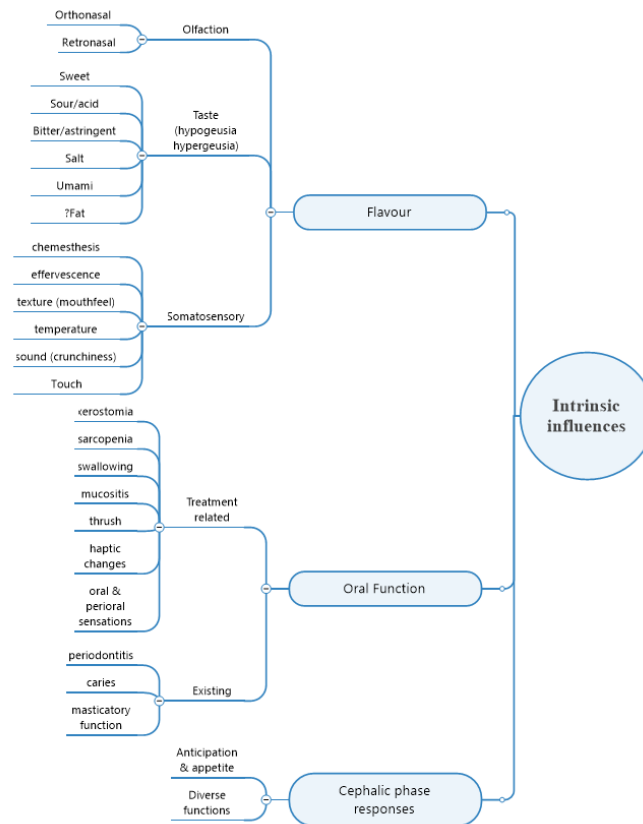 Orthonasal
Retronasal
Olfaction
Sweet
Sour/acid
Bitter/astringent
Salt
Umami
?Fat
Taste
(hypogeusia
hypergeusia)
chemesthesis
effervescence
texture (mouthfeel)
temperature
sound (crunchiness)
Touch
Somatosensory
Flavour
Intrinsic
influences
xerostomia
sarcopenia
swallowing
mucositis
thrush
haptic
changes
oral &
perioral
sensations
Treatment
related
periodontitis
caries
masticatory
function
Existing
Oral Function
Anticipation
& appetite
Diverse
functions
Cephalic phase
responses